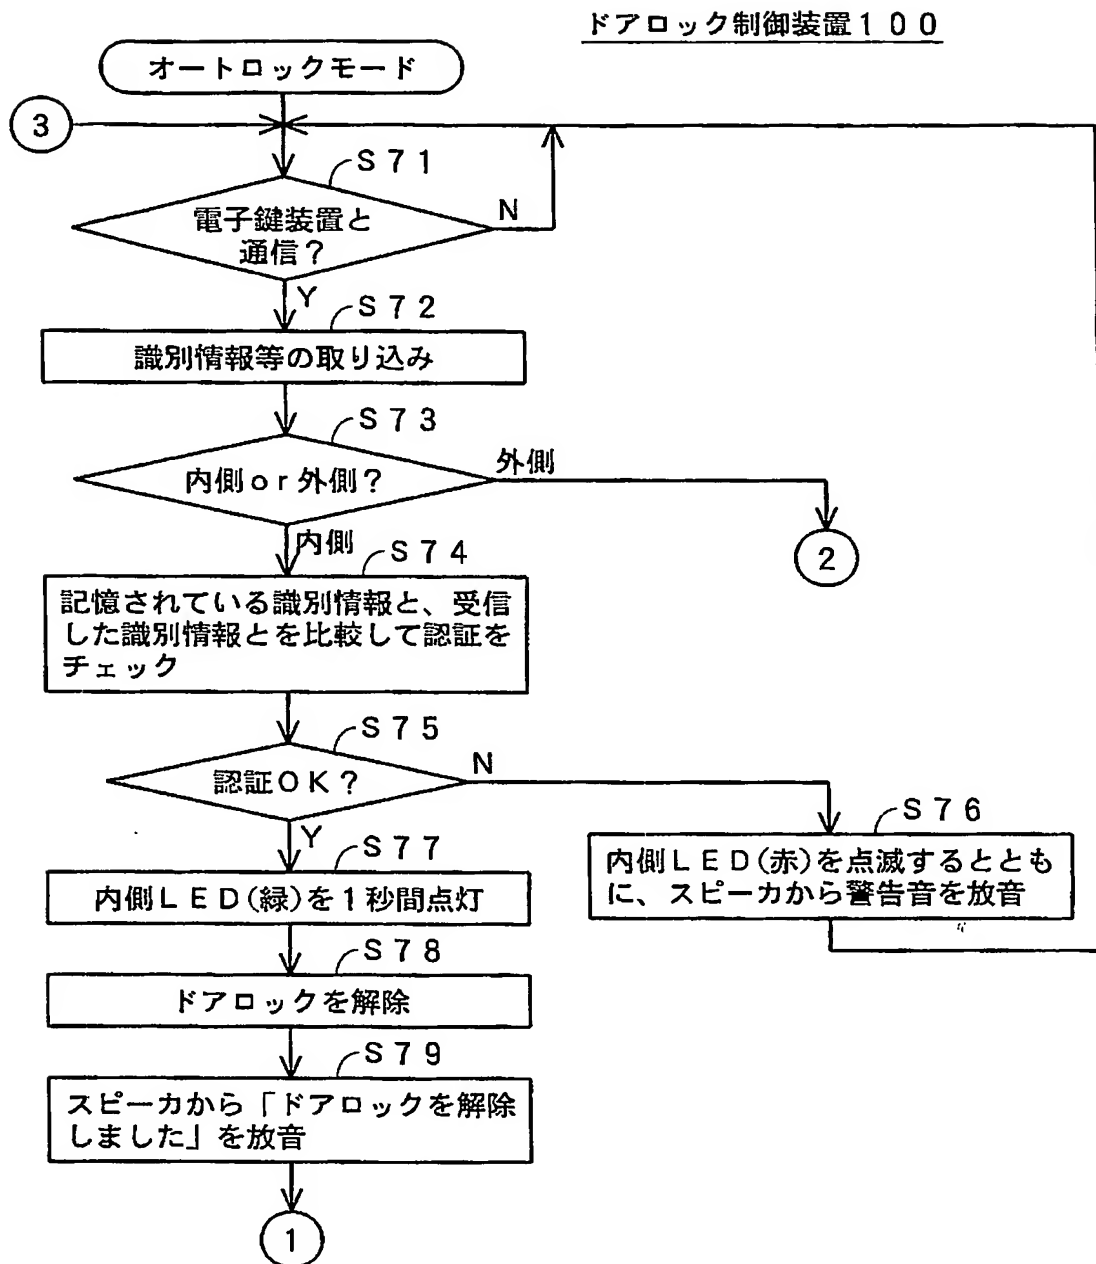 ドアロック制御装置100
オートロックモード
3
S71
電子鍵装置と
通信?
N
Y
S72
識別情報等の取り込み
S73
内側or外側?
外側
内側
2
S74
記憶されている識別情報と、受信
した識別情報とを比較して認証を
チェック
S75
認証OK?
N
Y
S76
内側LED(赤)を点滅するととも
に、スピーカから警告音を放音
S77
内側LED(緑)を1秒間点灯
S78
ドアロックを解除
S79
スピーカから「ドアロックを解除
しました」を放音
1